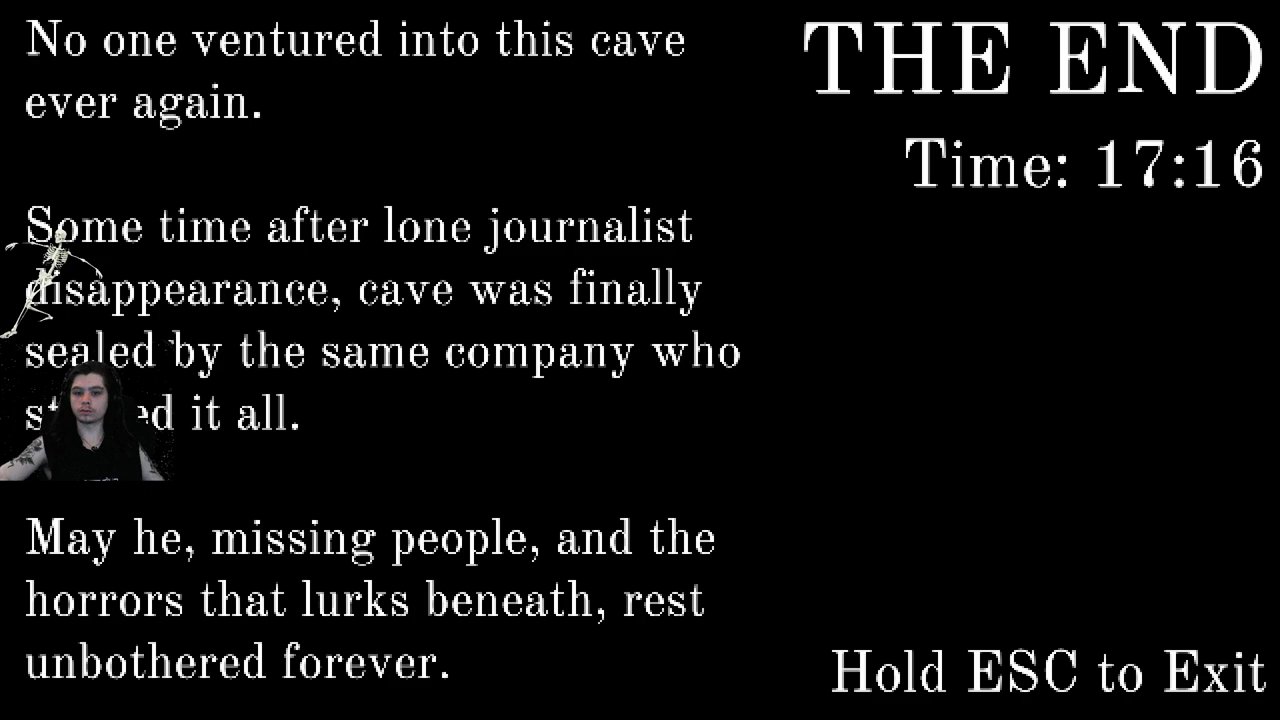 No one ventured into this cave
ever again.
Some time after lone journalist
disappearance, cave was finally
sealed by the same company who
it all.
May he, missing people, and the
horrors that lurks beneath, rest
unbothered forever.
THE END
Time: 17:16
Hold ESC to Exit